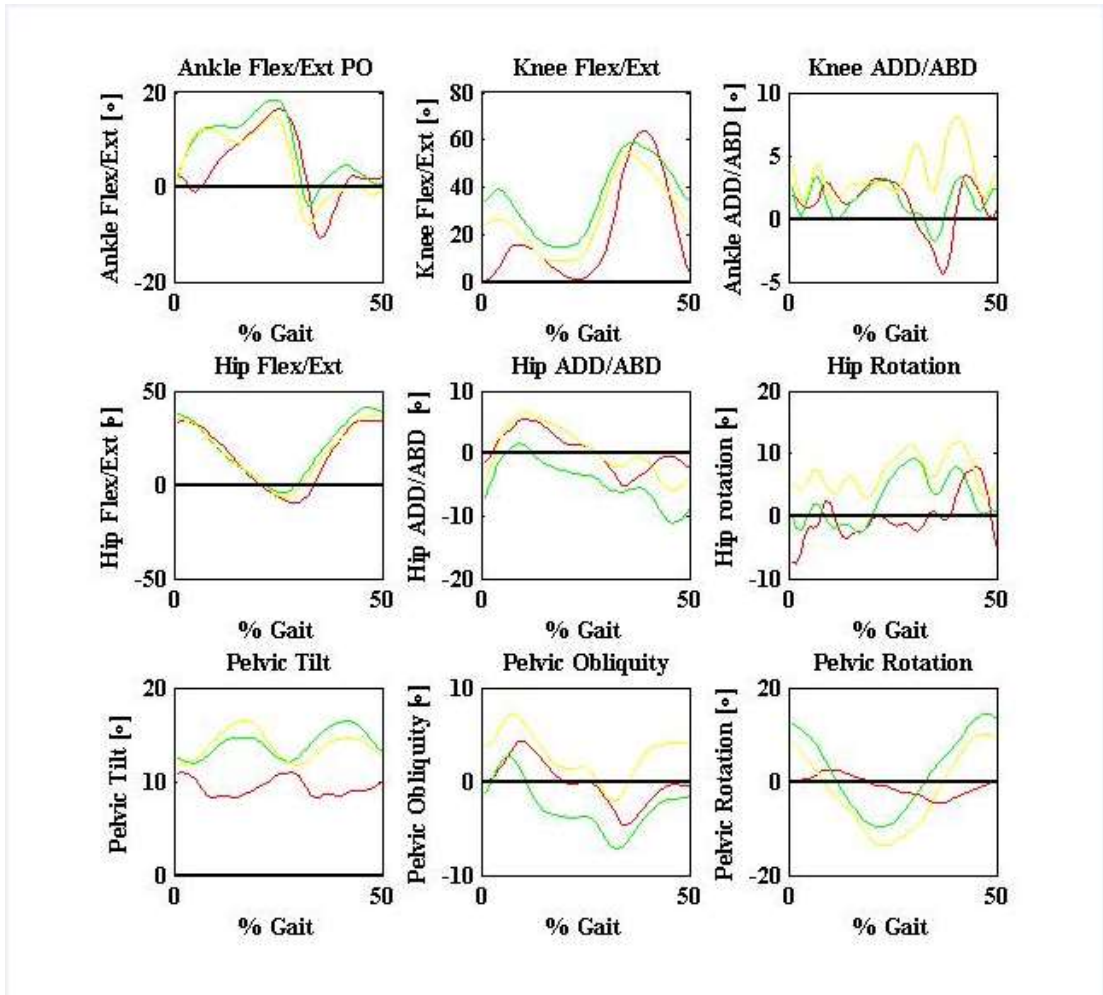 Ankle Flex/Ext PO
Knee Flex/Ext
Knee ADD/ABD
Ankle Flex/Ext [∘]
20
0
-20
0
50
% Gait
Knee Flex/Ext [∘]
80
60
40
20
0
0
50
% Gait
Ankle ADD/ABD [∘]
10
5
0
-5
0
50
% Gait
Hip Flex/Ext
Hip ADD/ABD
Hip Rotation
Hip Flex/Ext [∘]
50
0
-50
0
50
% Gait
Hip ADD/ABD [∘]
10
0
-10
-20
0
50
% Gait
Hip rotation [∘]
20
10
0
-10
0
50
% Gait
Pelvic Tilt
Pelvic Obliquity
Pelvic Rotation
Pelvic Tilt [∘]
20
10
0
0
50
% Gait
Pelvic Obliquity [∘]
10
0
-10
0
50
% Gait
Pelvic Rotation [∘]
20
0
-20
0
50
% Gait